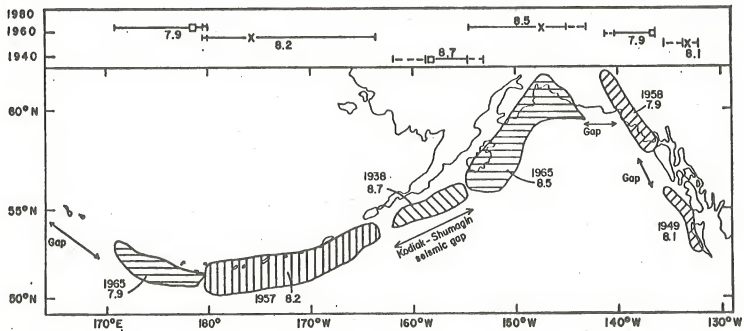 1980
1960
1940
7.9
8.2
8.7
8.5
7.9
8.1
60°N
55°N
50°N
1958
7.9
Gap
1938
8.7
1965
8.5
Gap
Kodiak-Shumagin
seismic gap
1949
8.1
Gap
1965
7.9
1957 8.2
170°E 180° 170°W 160°W 150°W 140°W 130°W